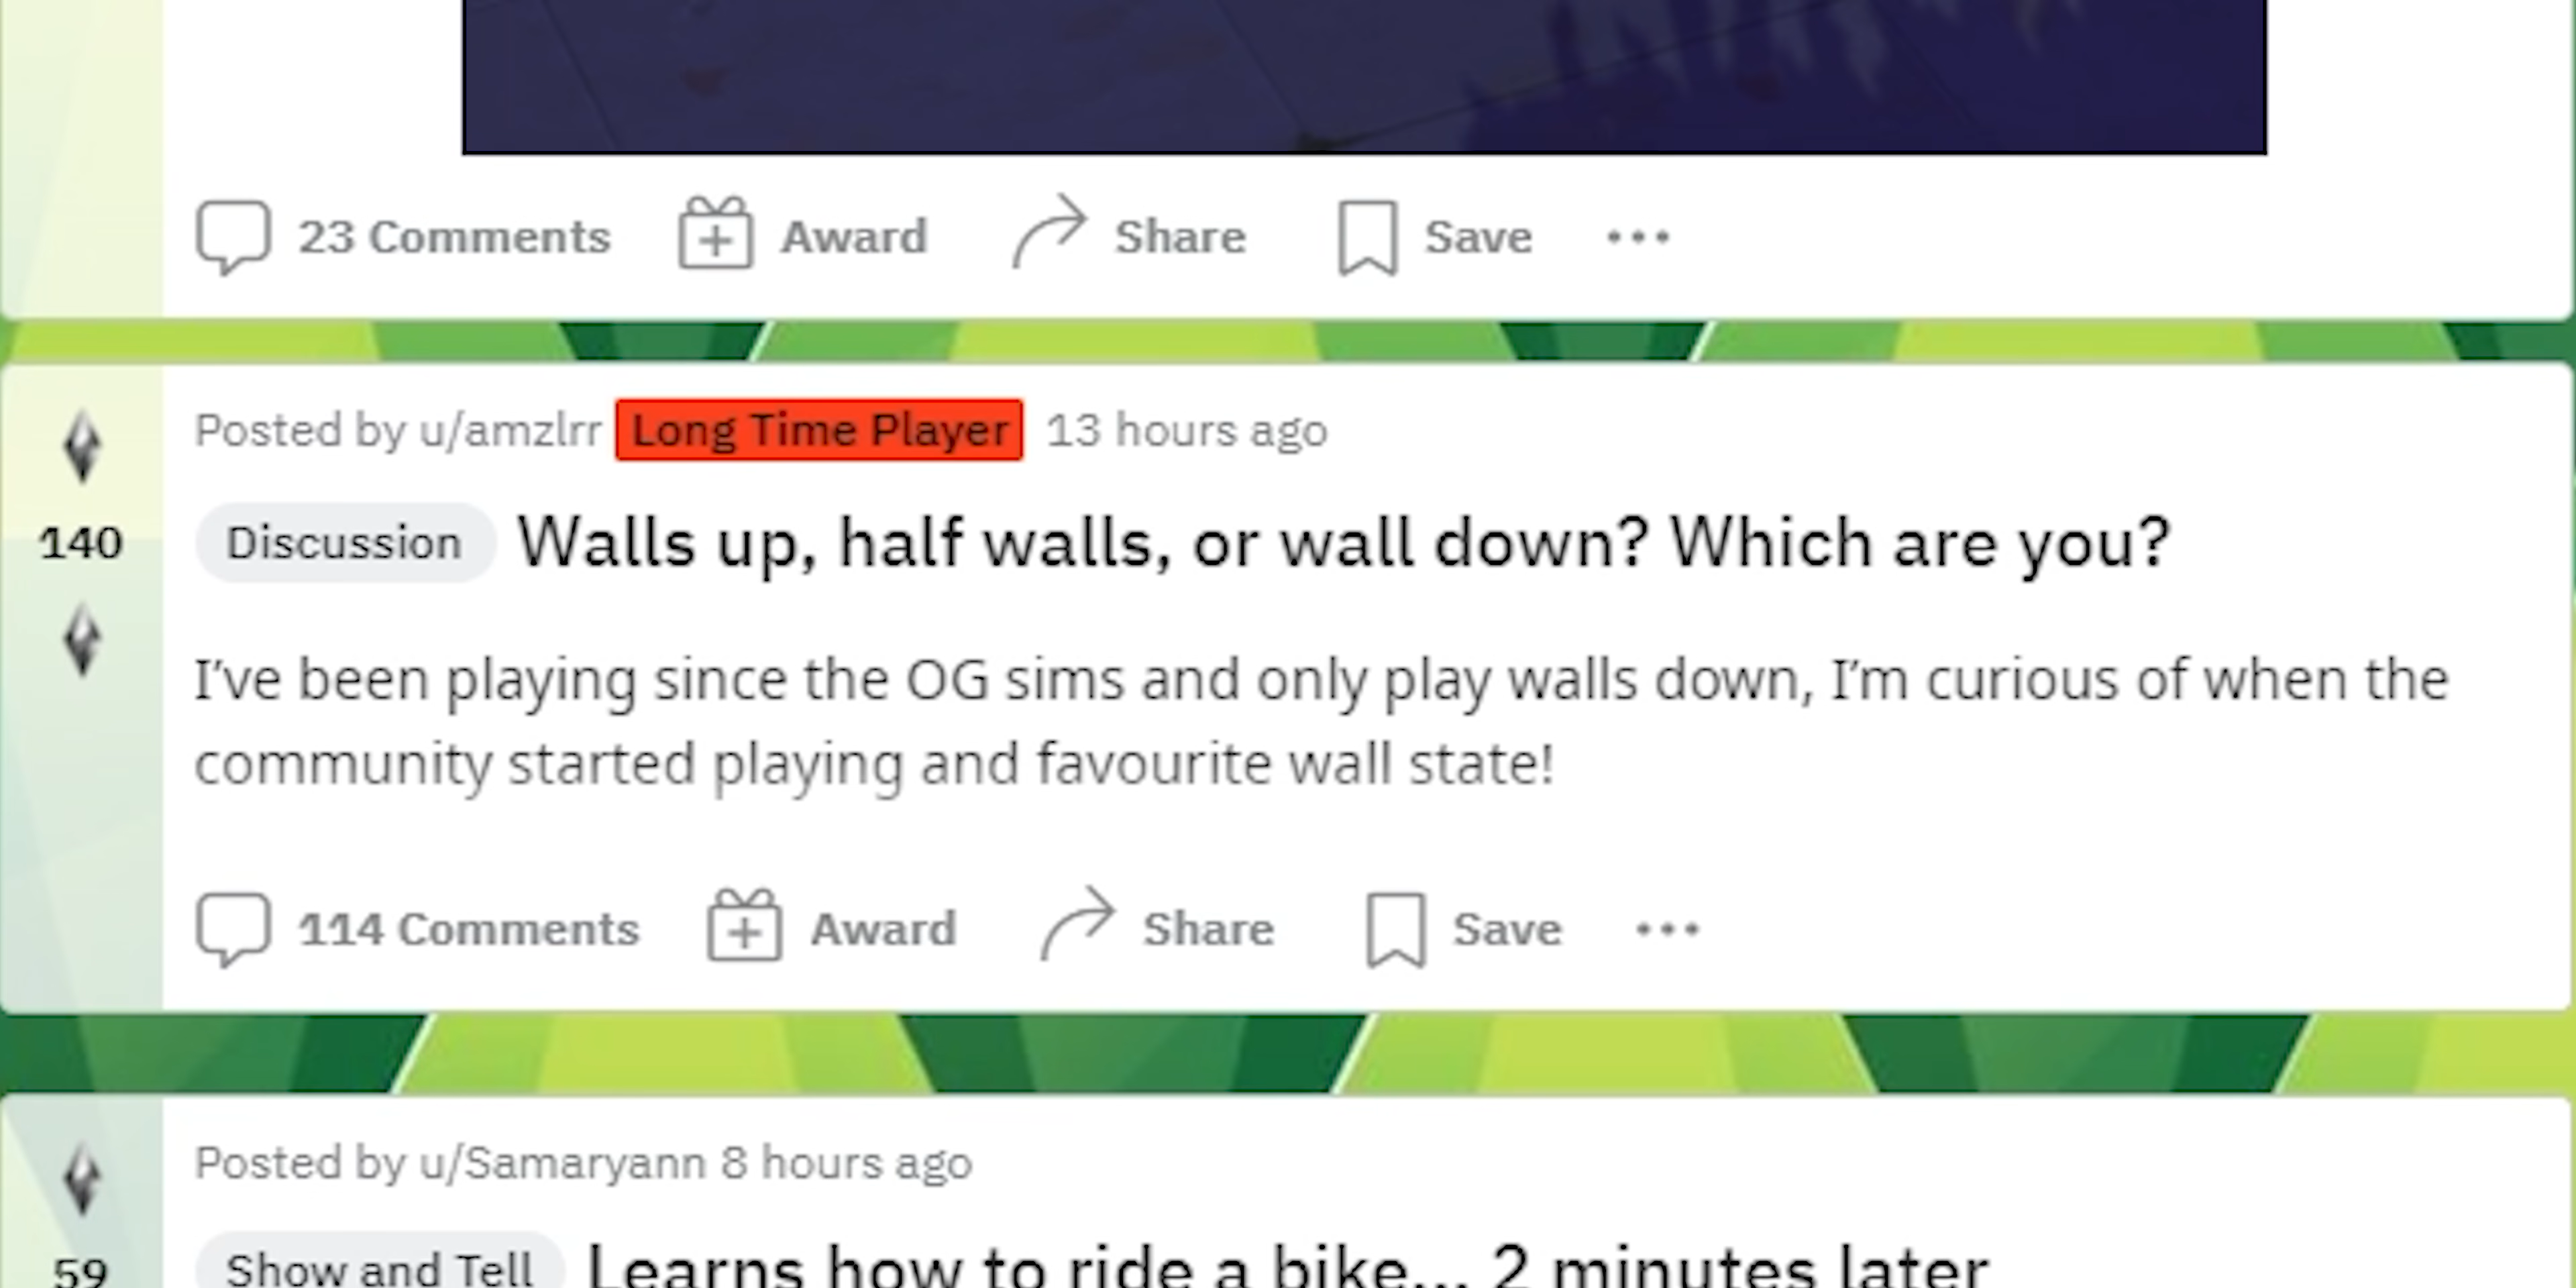 23 Comments Award Share Save
Posted by u/amzlrr Long Time Player 13 hours ago
140
Discussion Walls up, half walls, or wall down? Which are you?
I've been playing since the OG sims and only play walls down, I'm curious of when the
community started playing and favourite wall state!
114 Comments Award Share Save
Posted by u/Samaryann 8 hours ago
59
Show and Tell Learns how to ride a bike... 2 minutes later